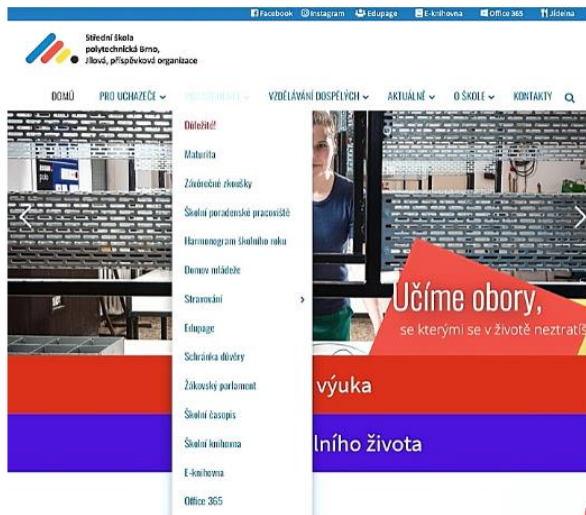 Facebook Instagram Edupage E-knihovna Office 365 Jídelna
Střední škola
polytechnická Brno,
Jílová, příspěvková organizace
DOMŮ PRO UCHAZEČE VZDĚLÁVÁNÍ DOSPĚLÝCH AKTUÁLNĚ O ŠKOLE KONTAKTY
Důležité!
Maturita
Závěrečné zkoušky
Školní poradenské pracoviště
Harmonogram školního roku
Domov mládeže
Stravování
Edupage
Schránka důvěry
Žákovský parlament
Školní časopis
Školní knihovna
E-knihovna
Office 365
Učíme obory,
se kterými se v životě neztratíš
výuka
lního života